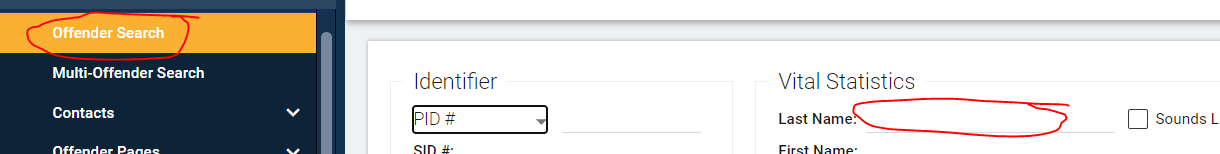 Offender Search
Multi-Offender Search
Contacts
Offender Pages
Identifier
PID #
SID #:
Vital Statistics
Last Name:
Sounds L
First Name: